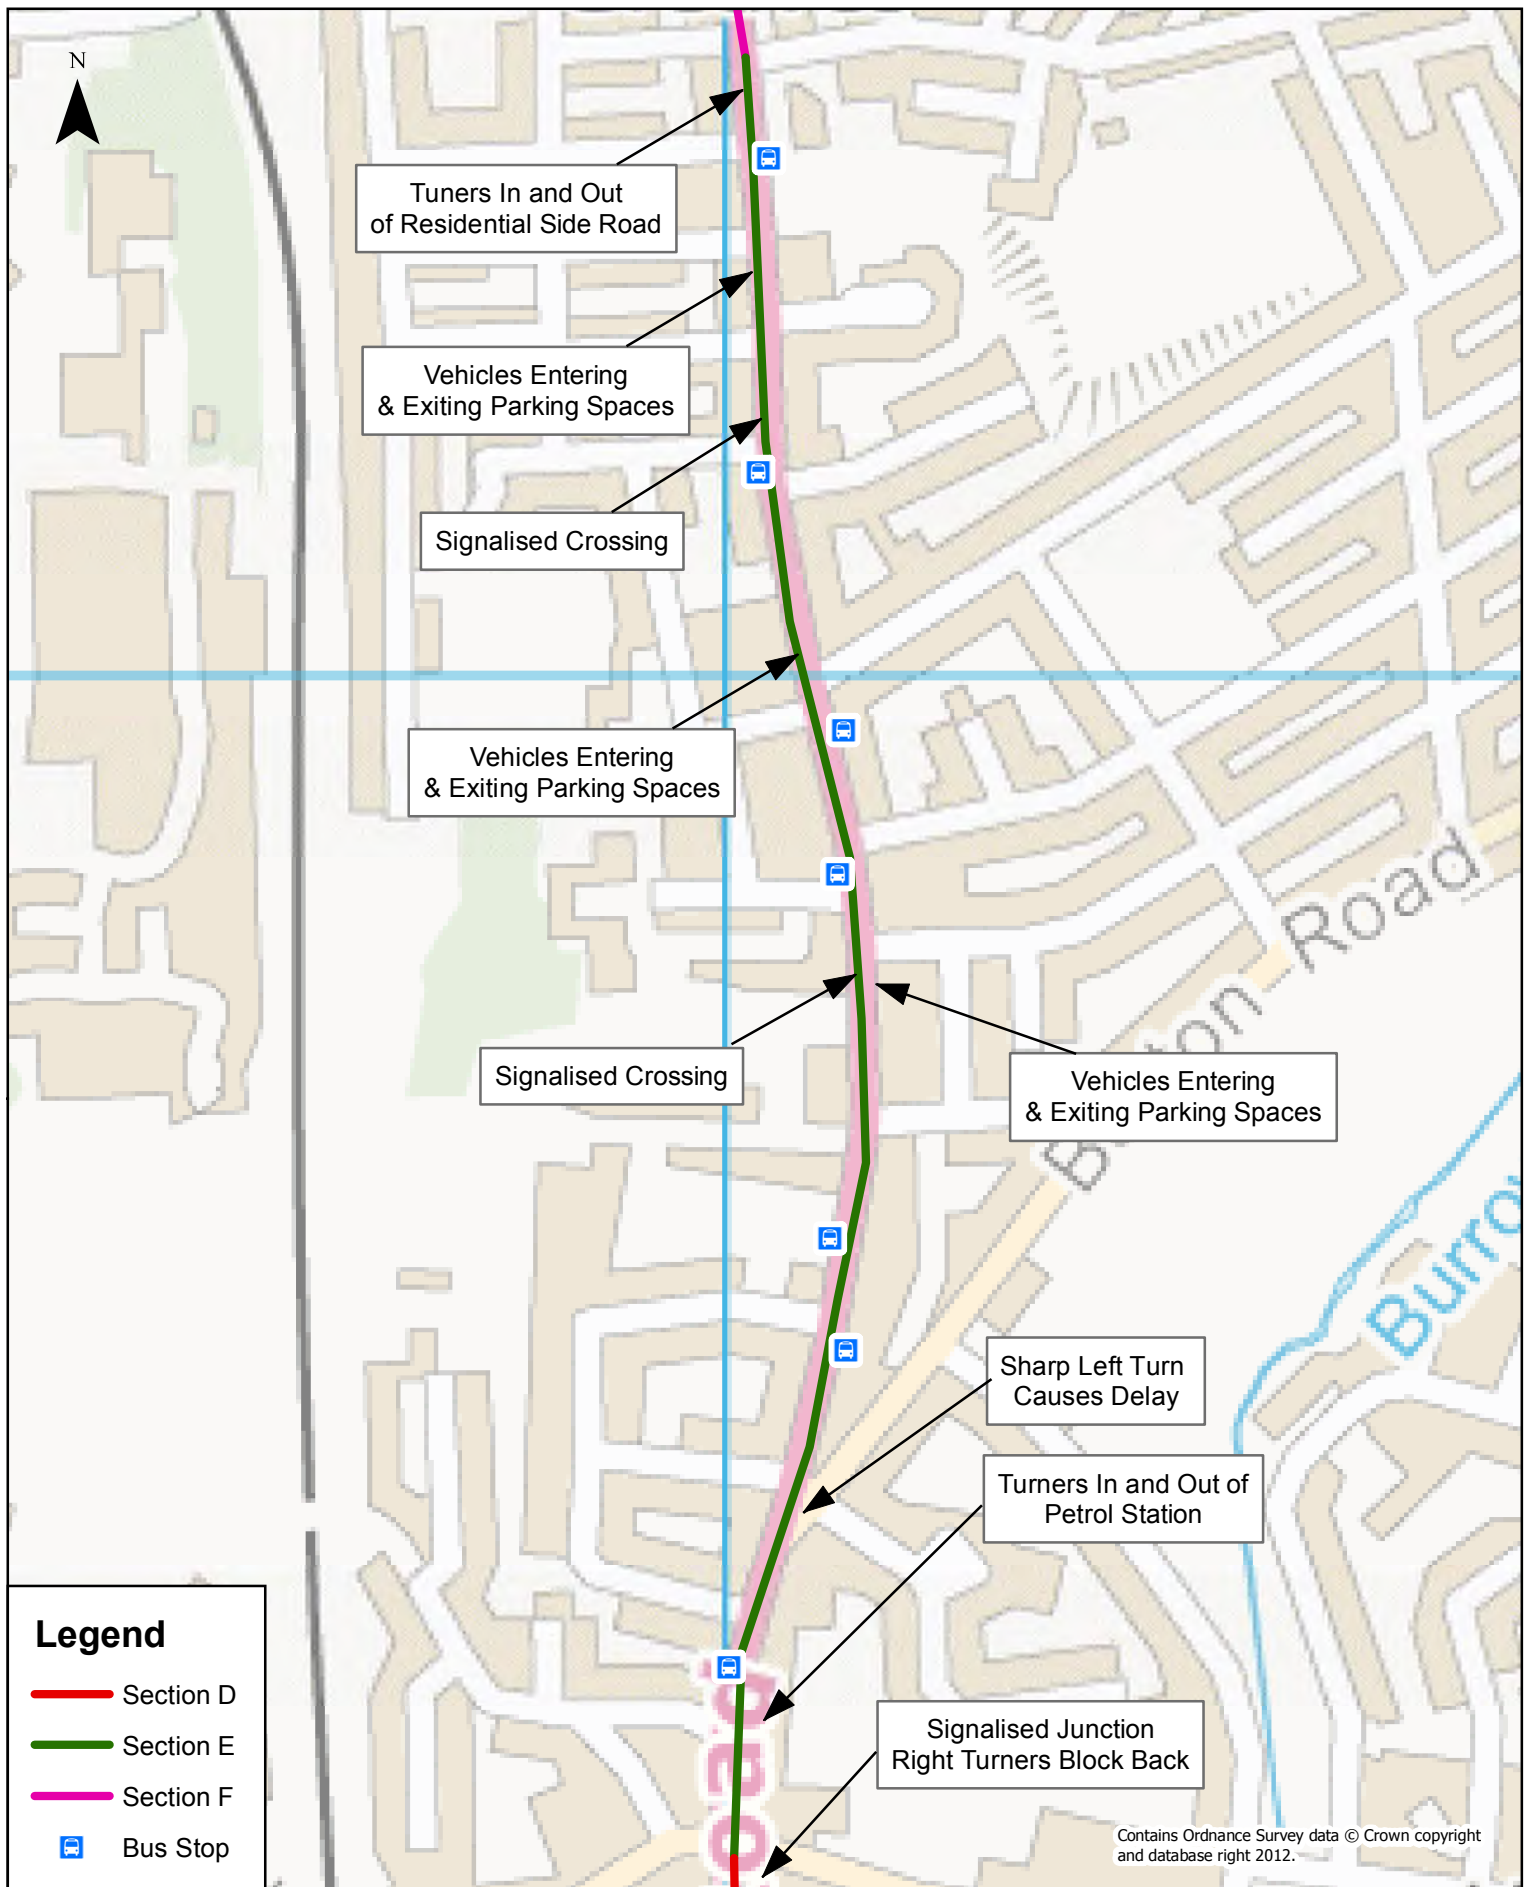 N
Tuners In and Out
of Residential Side Road
Vehicles Entering
& Exiting Parking Spaces
Signalised Crossing
Vehicles Entering
& Exiting Parking Spaces
Road
Signalised Crossing
Vehicles Entering
& Exiting Parking Spaces
Burro
Sharp Left Turn
Causes Delay
Turners In and Out of
Petrol Station
Signalised Junction
Right Turners Block Back
Legend
Section D
Section E
Section F
Bus Stop
Contains Ordnance Survey data © Crown copyright
and database right 2012.